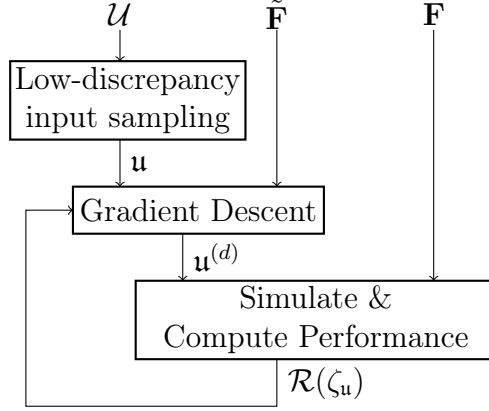 𝒰 F̃ F
Low-discrepancy
input sampling
𝔲
Gradient Descent
𝔲⁽ᵈ⁾
Simulate &
Compute Performance
ℛ(ζ_𝔲)